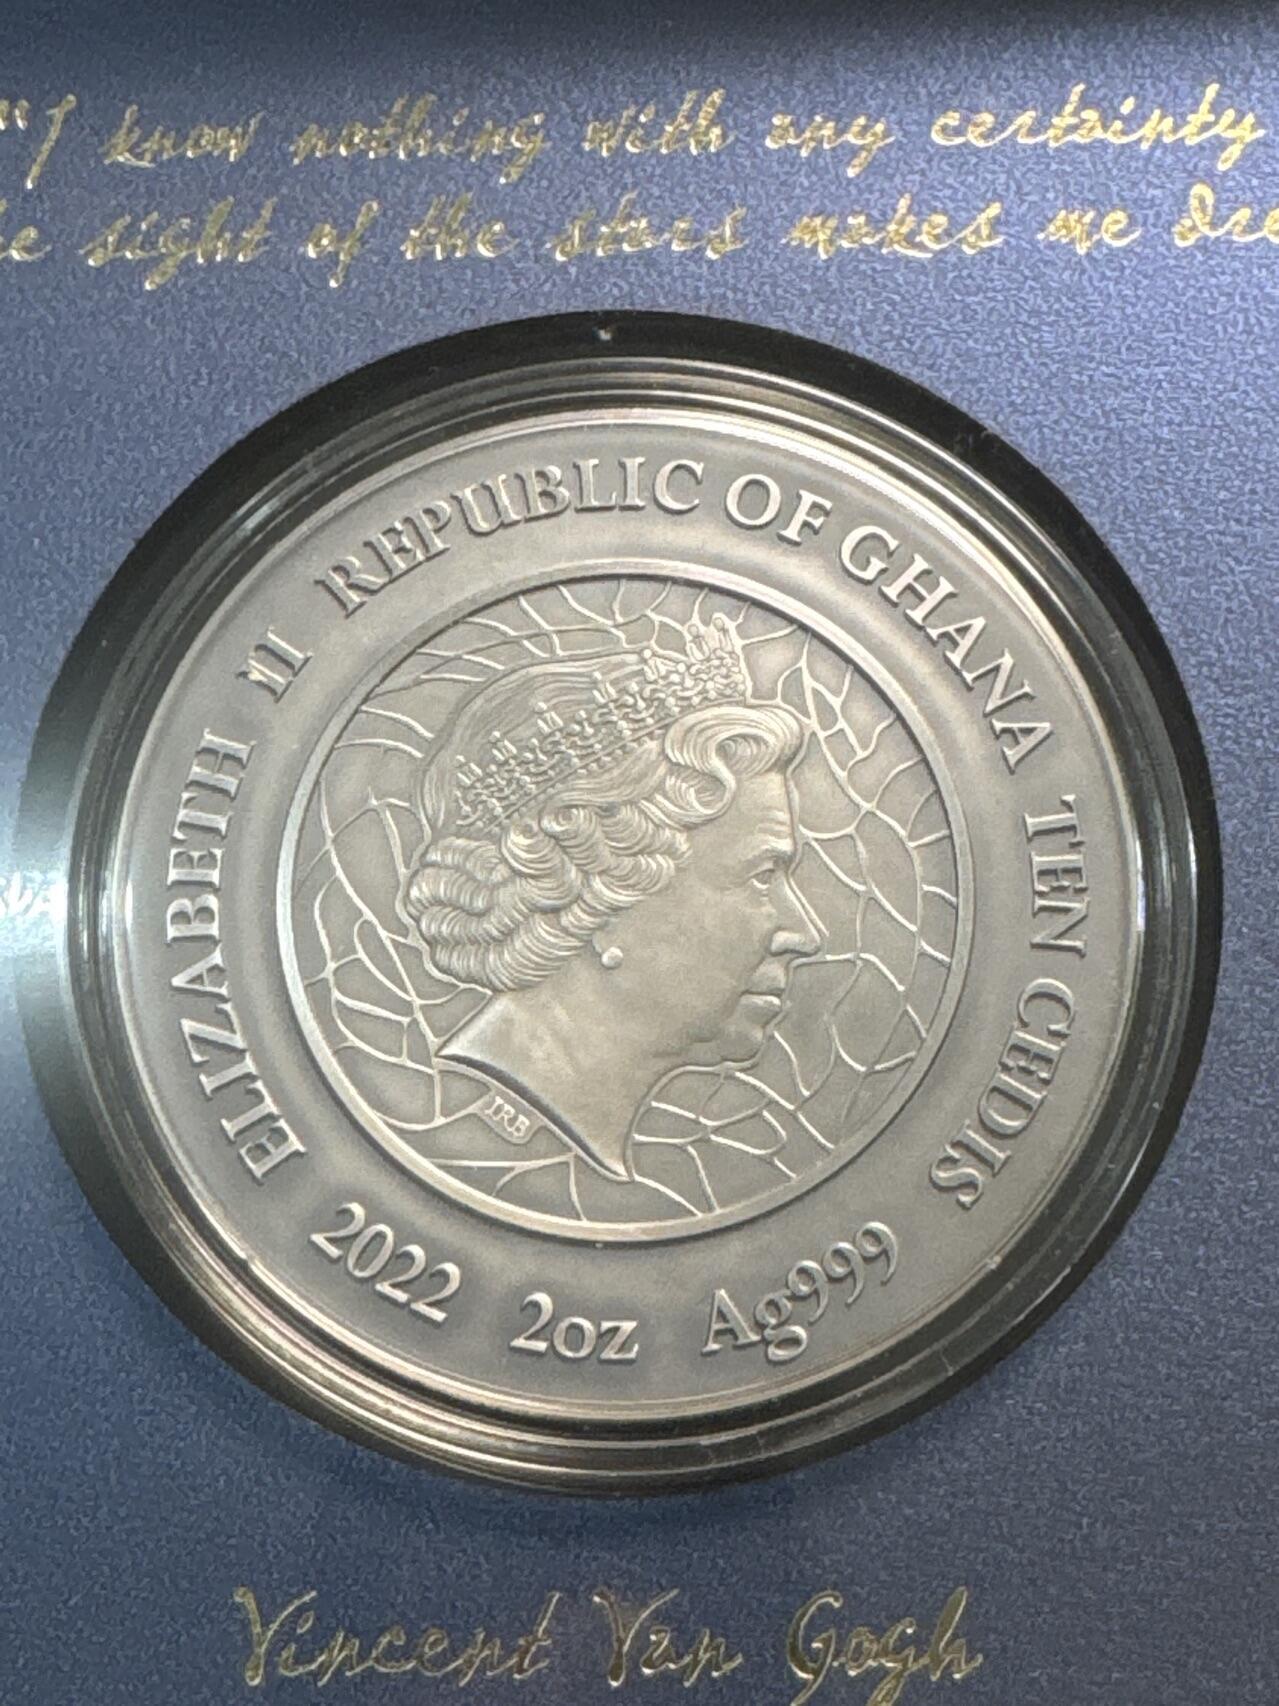 "I know nothing with any certainty
sight of the stars makes me
ELIZABETH II REPUBLIC OF GHANA TEN CEDIS
IRB
2022 2oz Ag999
Vincent Van Gogh